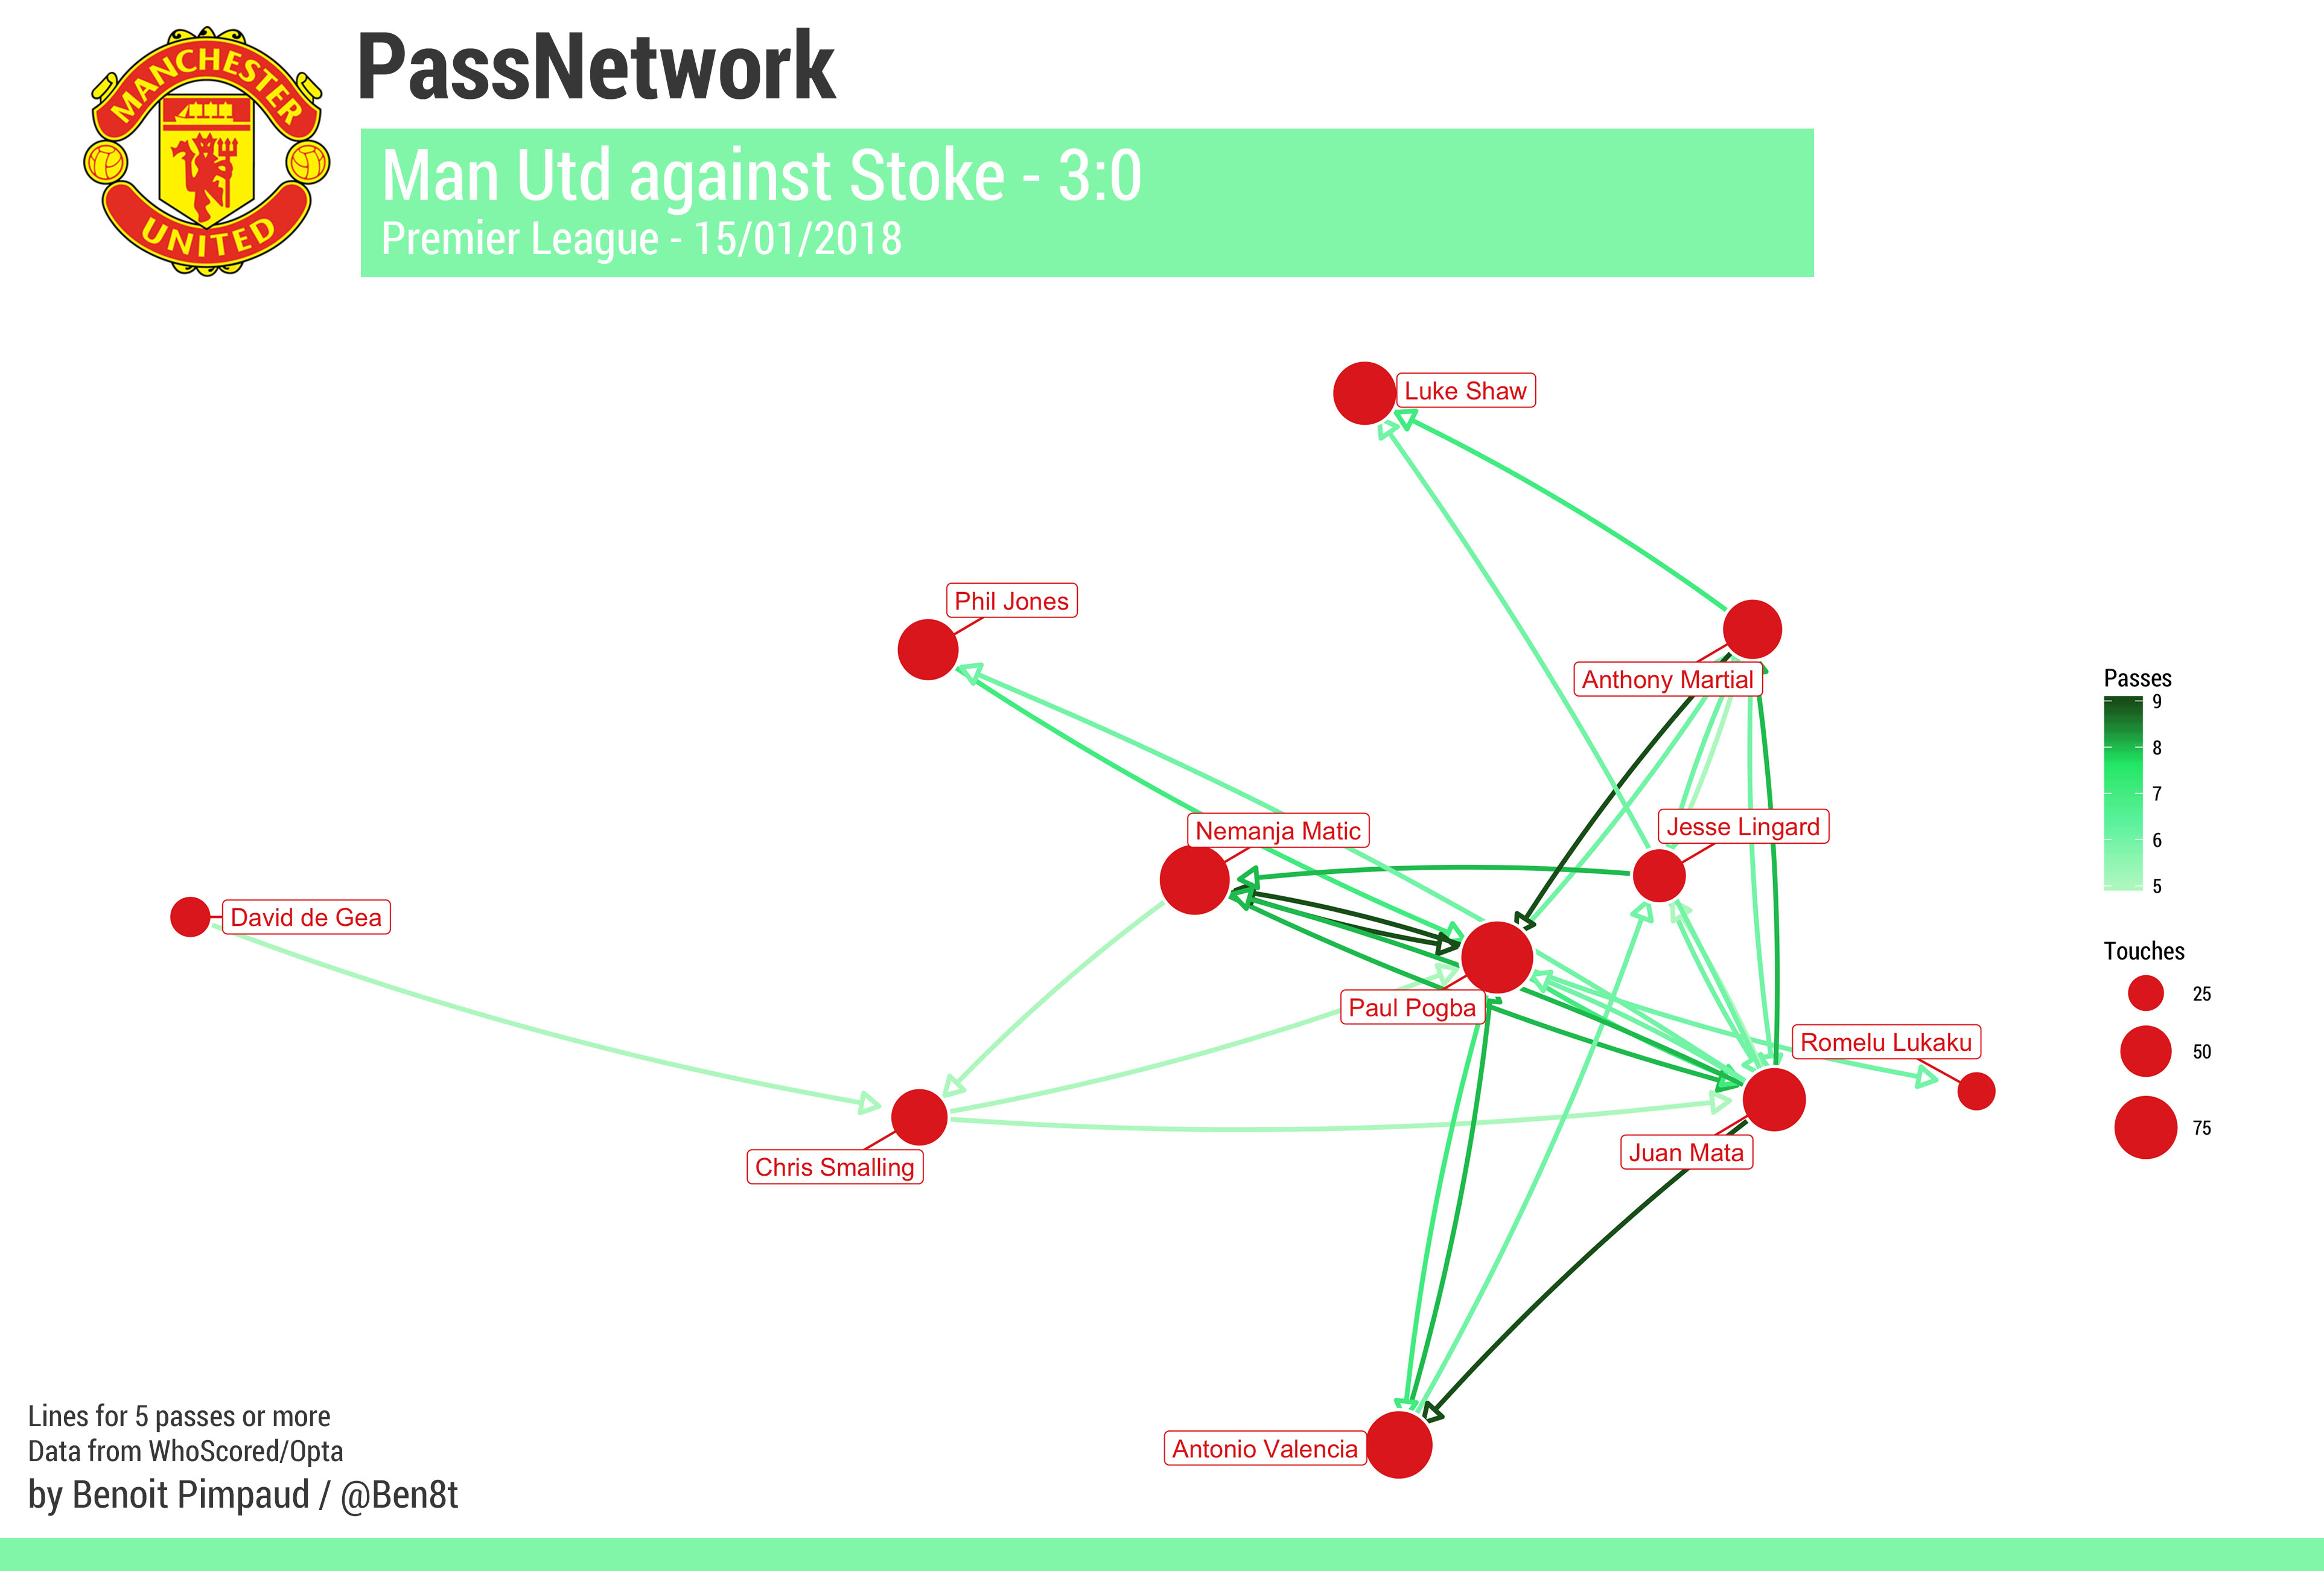 MANCHESTER
UNITED
PassNetwork
Man Utd against Stoke - 3:0
Premier League - 15/01/2018
Luke Shaw
Phil Jones
Anthony Martial
Passes
9
8
7
6
5
Nemanja Matic
Jesse Lingard
David de Gea
Touches
25
50
75
Paul Pogba
Romelu Lukaku
Juan Mata
Chris Smalling
Antonio Valencia
Lines for 5 passes or more
Data from WhoScored/Opta
by Benoit Pimpaud / @Ben8t